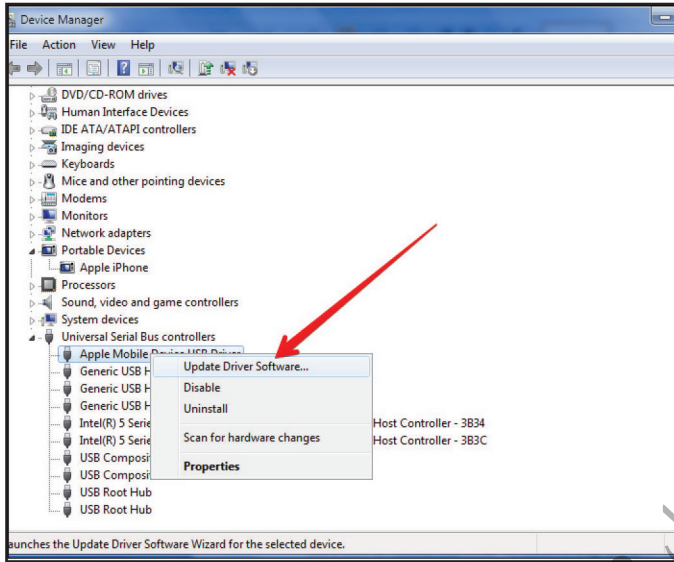 Device Manager
File Action View Help
DVD/CD-ROM drives
Human Interface Devices
IDE ATA/ATAPI controllers
Imaging devices
Keyboards
Mice and other pointing devices
Modems
Monitors
Network adapters
Portable Devices
Apple iPhone
Processors
Sound, video and game controllers
System devices
Universal Serial Bus controllers
Apple Mobile Device USB Driver
Update Driver Software...
Generic USB H
Disable
Generic USB H
Generic USB H
Uninstall
Intel(R) 5 Serie
Host Controller - 3B34
Scan for hardware changes
Intel(R) 5 Serie
Host Controller - 3B3C
USB Composi
Properties
USB Composi
USB Root Hub
USB Root Hub
aunches the Update Driver Software Wizard for the selected device.